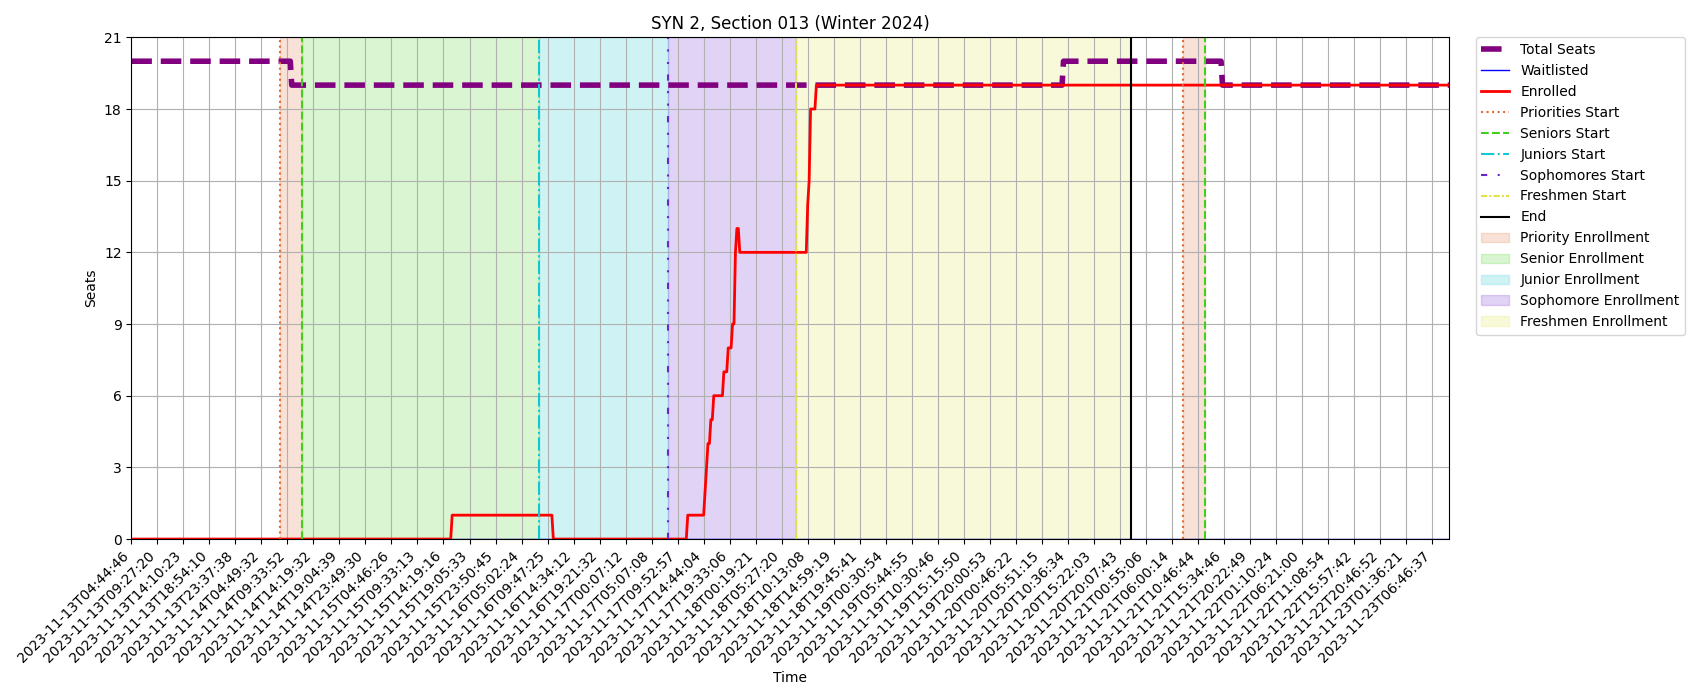 SYN 2, Section 013 (Winter 2024)
Seats
21
18
15
12
9
6
3
0
2023-11-13T04:44:46
2023-11-13T09:27:20
2023-11-13T14:10:23
2023-11-13T18:54:10
2023-11-13T23:37:38
2023-11-14T04:49:32
2023-11-14T09:33:52
2023-11-14T14:19:32
2023-11-14T19:04:39
2023-11-14T23:49:30
2023-11-15T04:46:26
2023-11-15T09:33:13
2023-11-15T14:19:16
2023-11-15T19:05:33
2023-11-15T23:50:45
2023-11-16T05:02:24
2023-11-16T09:47:25
2023-11-16T14:34:12
2023-11-16T19:21:32
2023-11-17T00:07:12
2023-11-17T05:07:08
2023-11-17T09:52:57
2023-11-17T14:44:04
2023-11-17T19:33:06
2023-11-18T00:19:21
2023-11-18T05:27:20
2023-11-18T10:13:08
2023-11-18T14:59:19
2023-11-18T19:45:41
2023-11-19T00:30:54
2023-11-19T05:44:55
2023-11-19T10:30:46
2023-11-19T15:15:50
2023-11-19T20:00:53
2023-11-20T00:46:22
2023-11-20T05:51:15
2023-11-20T10:36:34
2023-11-20T15:22:03
2023-11-20T20:07:43
2023-11-21T00:55:06
2023-11-21T06:00:14
2023-11-21T10:46:44
2023-11-21T15:34:46
2023-11-21T20:22:49
2023-11-22T01:10:24
2023-11-22T06:21:00
2023-11-22T11:08:54
2023-11-22T15:57:42
2023-11-22T20:46:52
2023-11-23T01:36:21
2023-11-23T06:46:37
Time
Total Seats
Waitlisted
Enrolled
Priorities Start
Seniors Start
Juniors Start
Sophomores Start
Freshmen Start
End
Priority Enrollment
Senior Enrollment
Junior Enrollment
Sophomore Enrollment
Freshmen Enrollment